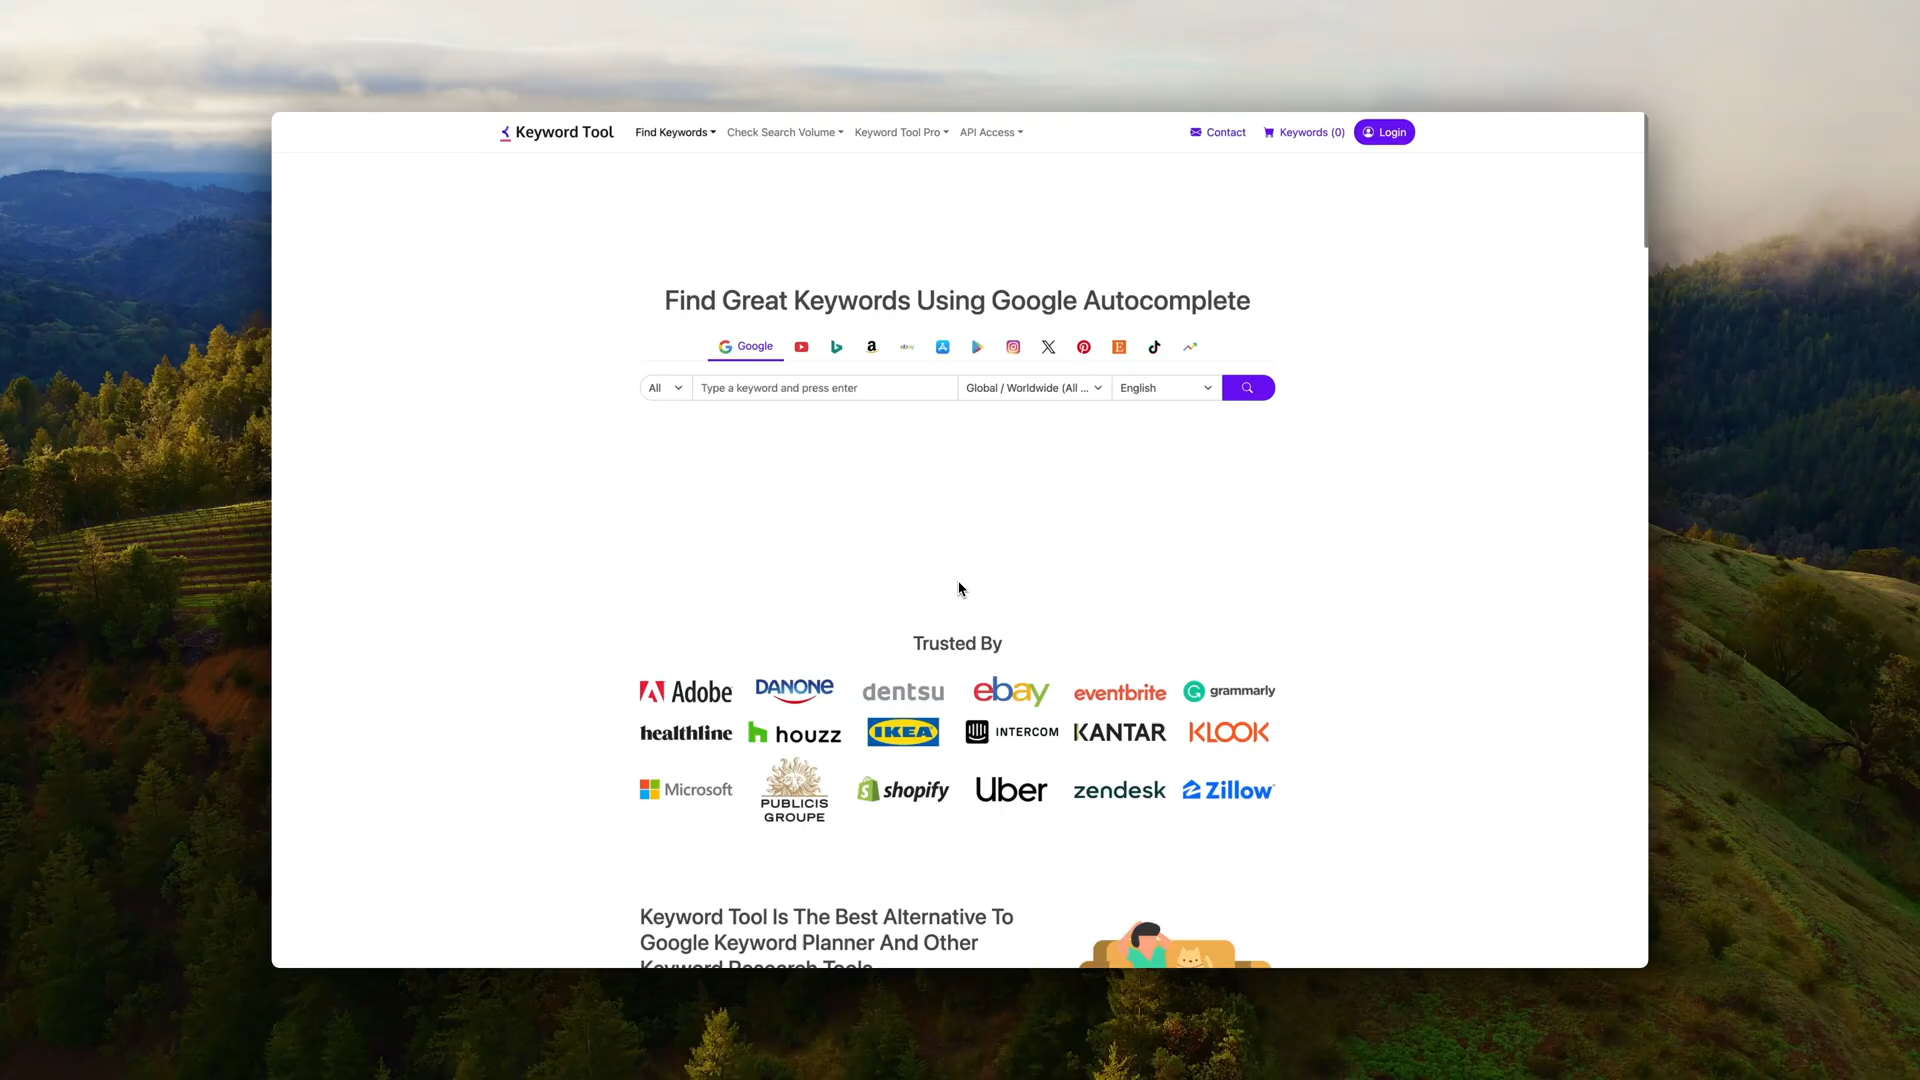 Keyword Tool Find Keywords Check Search Volume Keyword Tool Pro API Access Contact Keywords (0) Login
Find Great Keywords Using Google Autocomplete
Google
All Type a keyword and press enter Global / Worldwide (All ... English
Trusted By
Adobe DANONE dentsu ebay eventbrite grammarly
healthline houzz IKEA INTERCOM KANTAR KLOOK
Microsoft PUBLICIS GROUPE shopify Uber zendesk Zillow
Keyword Tool Is The Best Alternative To
Google Keyword Planner And Other
Keyword Research Tools